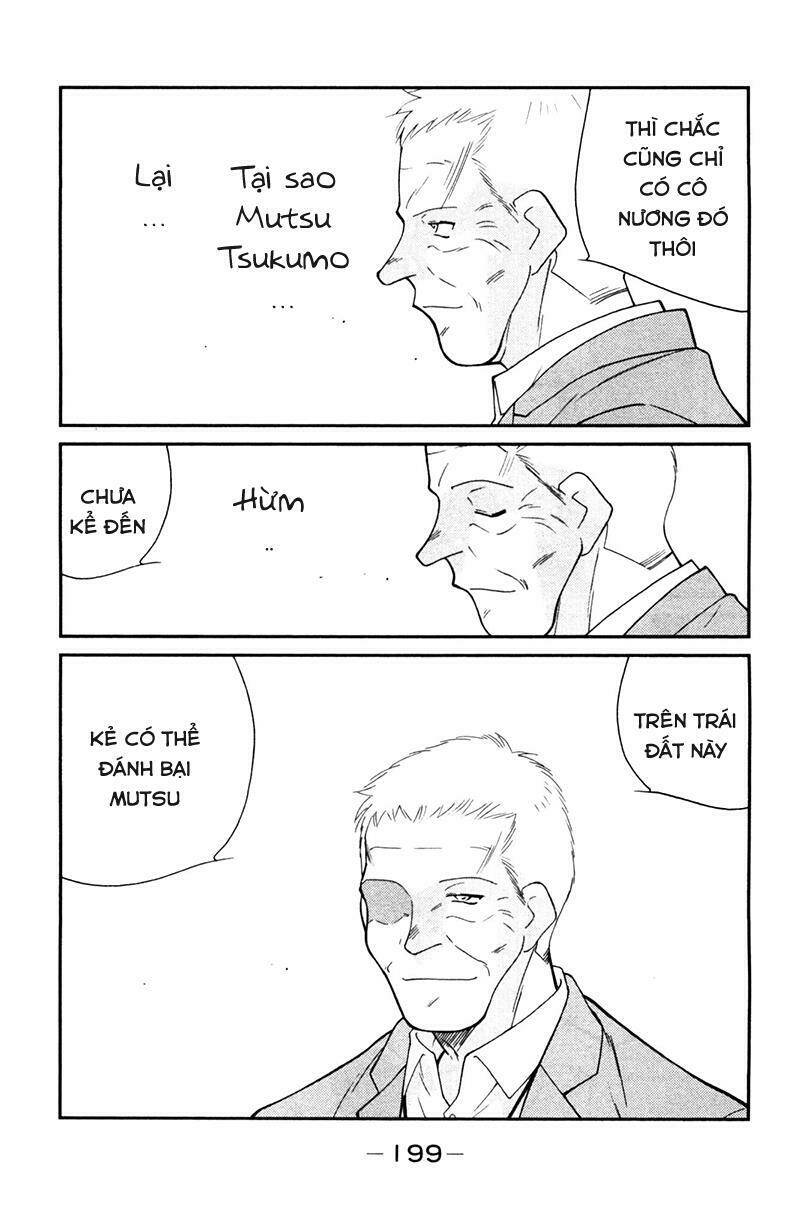 THÌ CHẮC
CŨNG CHỈ
CÓ CÔ
NƯƠNG ĐÓ
THÔI
Tại sao
Mutsu
Tsukumo
...
Lại
...
Hừm
..
CHƯA
KỂ ĐẾN
TRÊN TRÁI
ĐẤT NÀY
KẺ CÓ THỂ
ĐÁNH BẠI
MUTSU
- 199 -